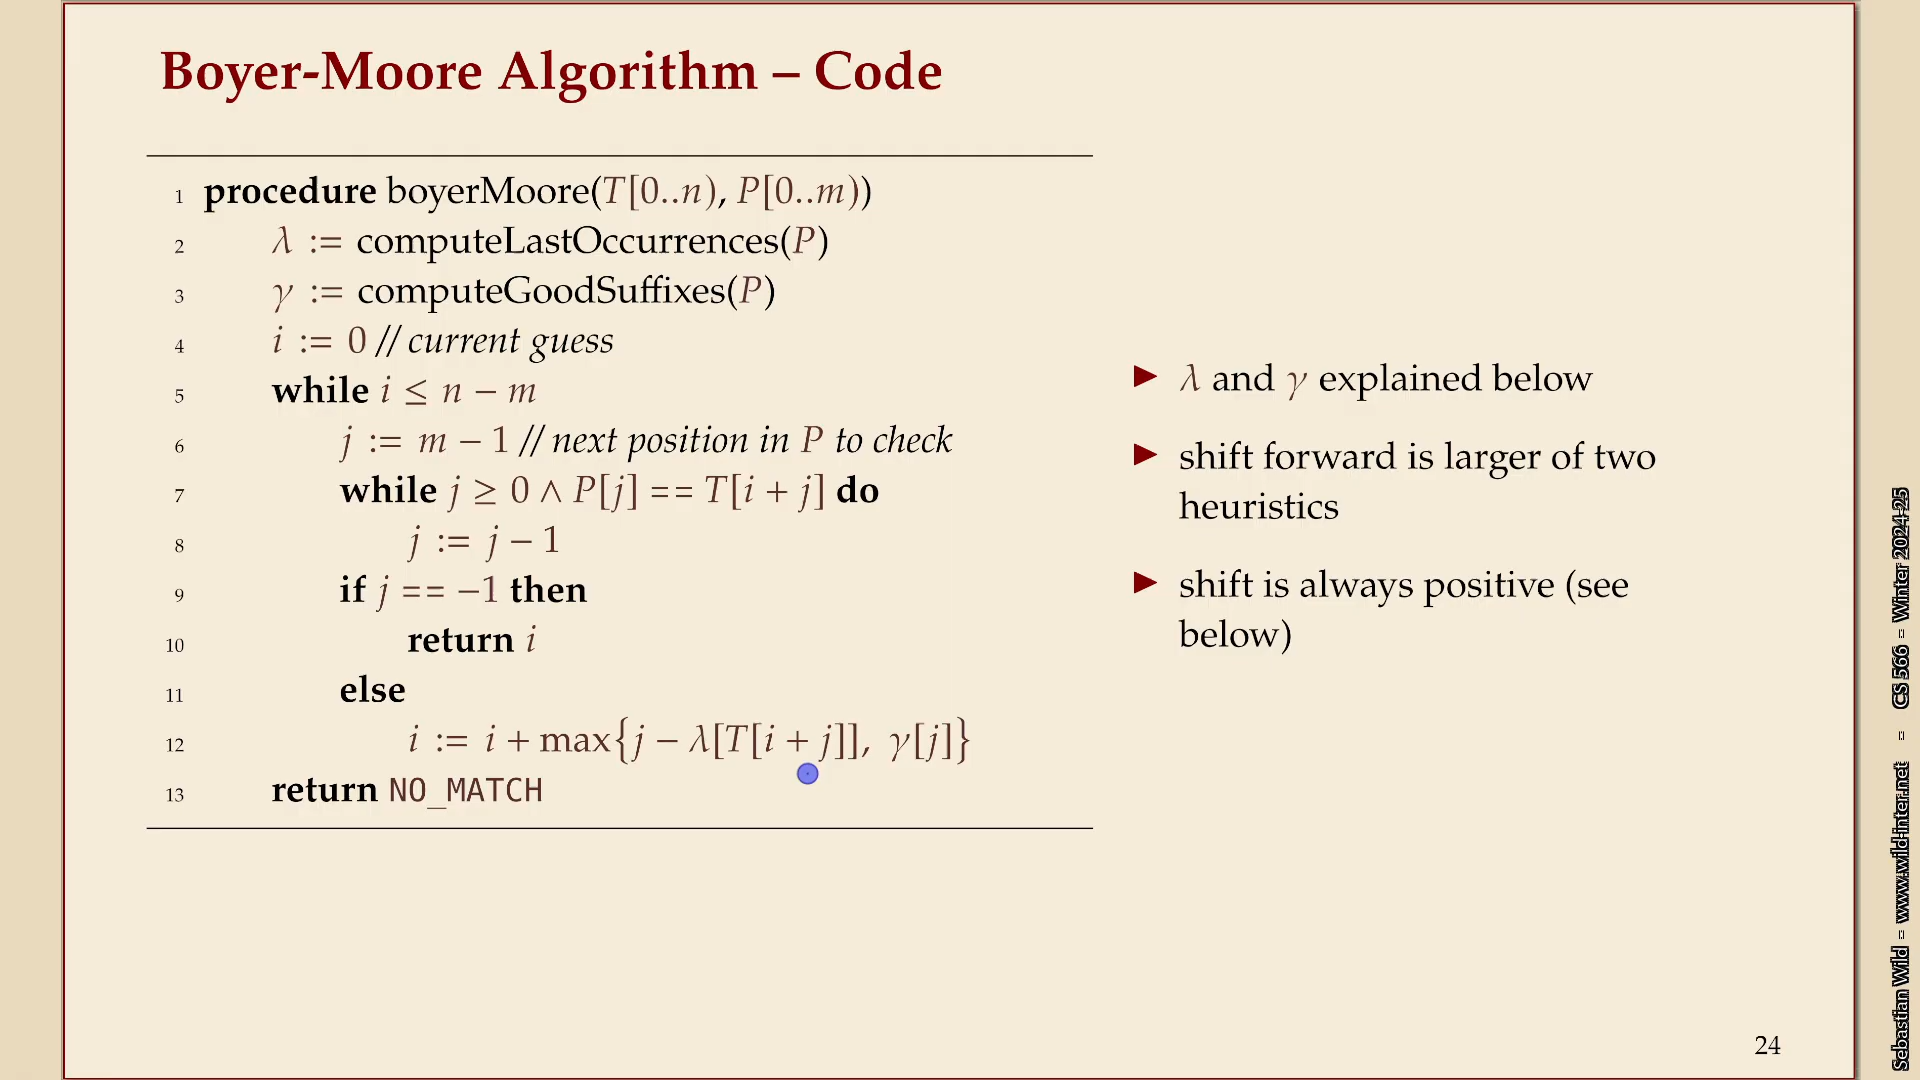 Boyer-Moore Algorithm – Code
1 procedure boyerMoore(T[0..n), P[0..m))
2 λ := computeLastOccurrences(P)
3 γ := computeGoodSuffixes(P)
4 i := 0 // current guess
5 while i ≤ n − m
6 j := m − 1 // next position in P to check
7 while j ≥ 0 ∧ P[j] == T[i + j] do
8 j := j − 1
9 if j == −1 then
10 return i
11 else
12 i := i + max{j − λ[T[i + j]], γ[j]}
13 return NO_MATCH
▶ λ and γ explained below
▶ shift forward is larger of two
heuristics
▶ shift is always positive (see
below)
24
Sebastian Wild – www.wild-inter.net – CS 566 – Winter 2024-25